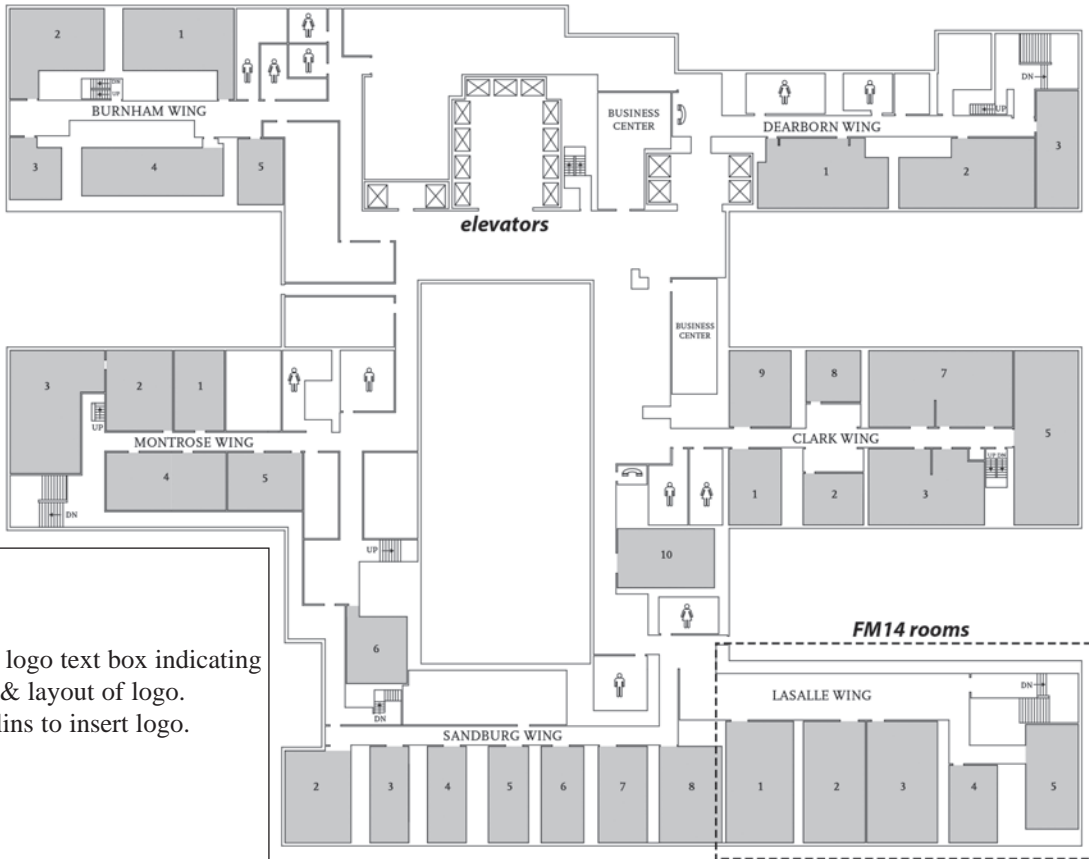 2
1
DN
UP
BURNHAM WING
3
4
5
elevators
BUSINESS
CENTER
DEARBORN WING
DN
UP
1
2
3
BUSINESS
CENTER
3
2
1
UP
MONTROSE WING
4
5
DN
UP
6
DN
9
8
7
5
CLARK WING
UP DN
1
2
3
10
FM14 rooms
logo text box indicating
& layout of logo.
lins to insert logo.
SANDBURG WING
2
3
4
5
6
7
8
LASALLE WING
DN
1
2
3
4
5